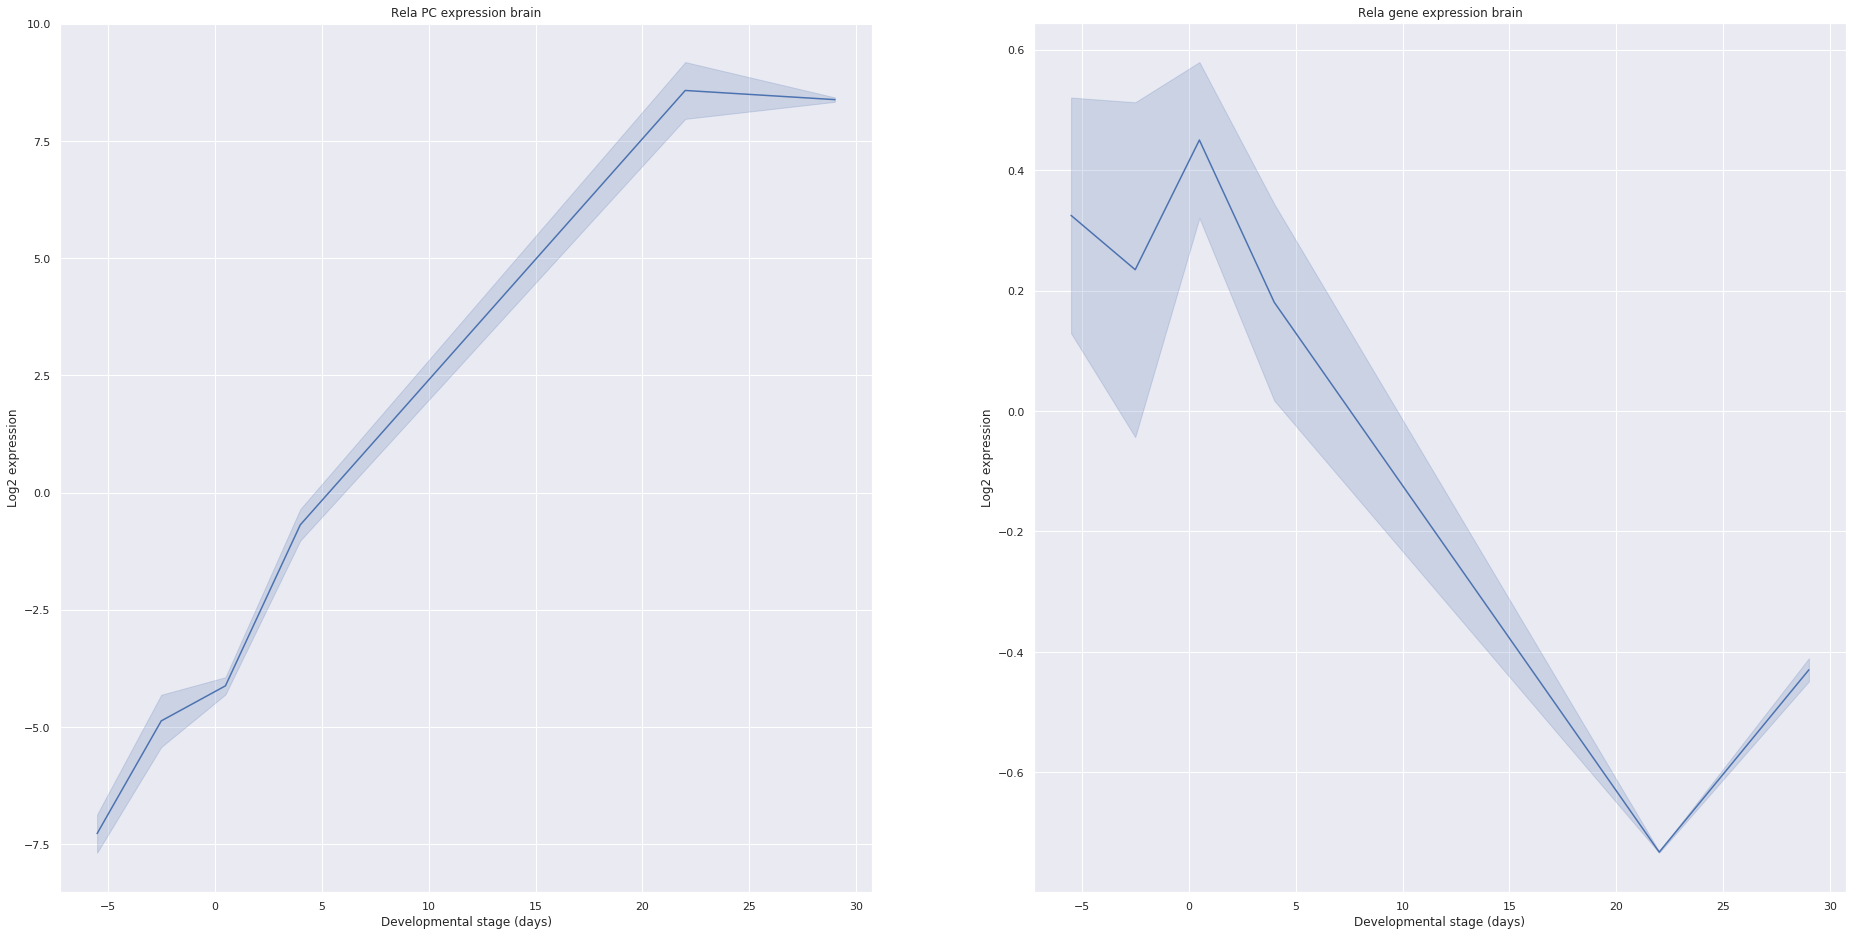 Rela PC expression brain
10.0
7.5
5.0
2.5
0.0
−2.5
−5.0
−7.5
Log2 expression
−5 0 5 10 15 20 25 30
Developmental stage (days)
Rela gene expression brain
0.6
0.4
0.2
0.0
−0.2
−0.4
−0.6
Log2 expression
−5 0 5 10 15 20 25 30
Developmental stage (days)